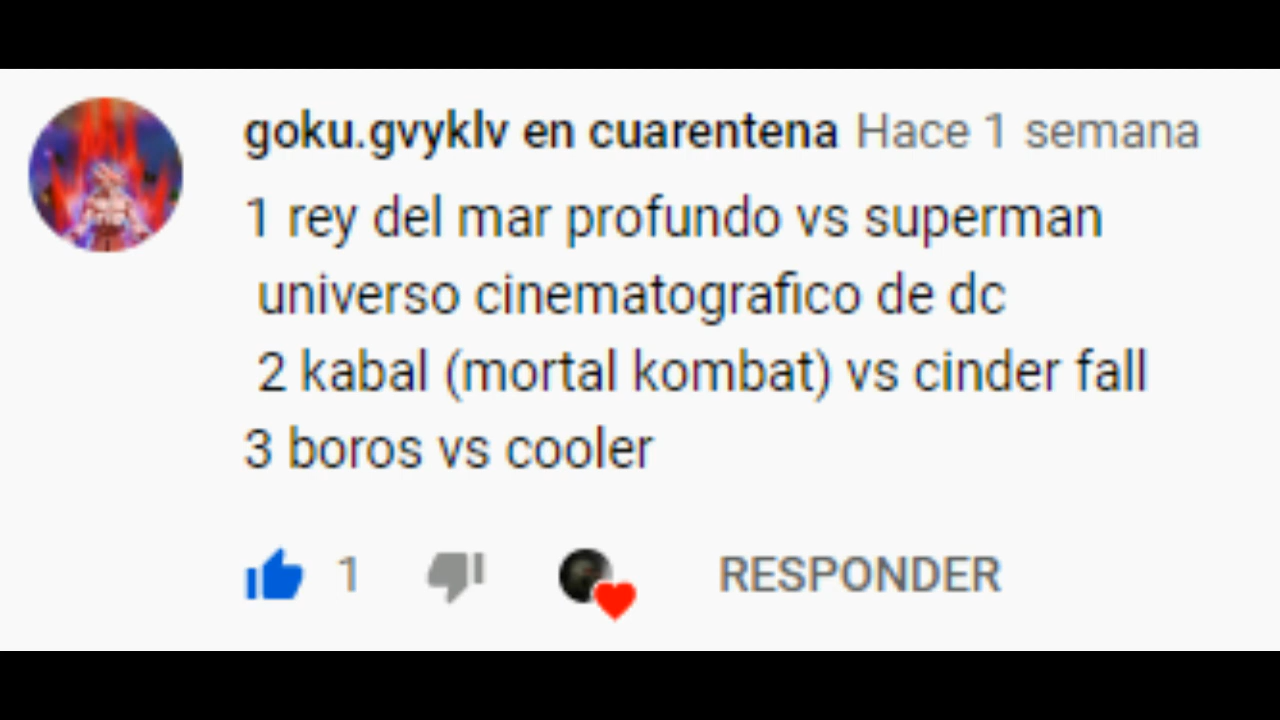 goku.gvyklv en cuarentena Hace 1 semana
1 rey del mar profundo vs superman
universo cinematografico de dc
2 kabal (mortal kombat) vs cinder fall
3 boros vs cooler
1 RESPONDER